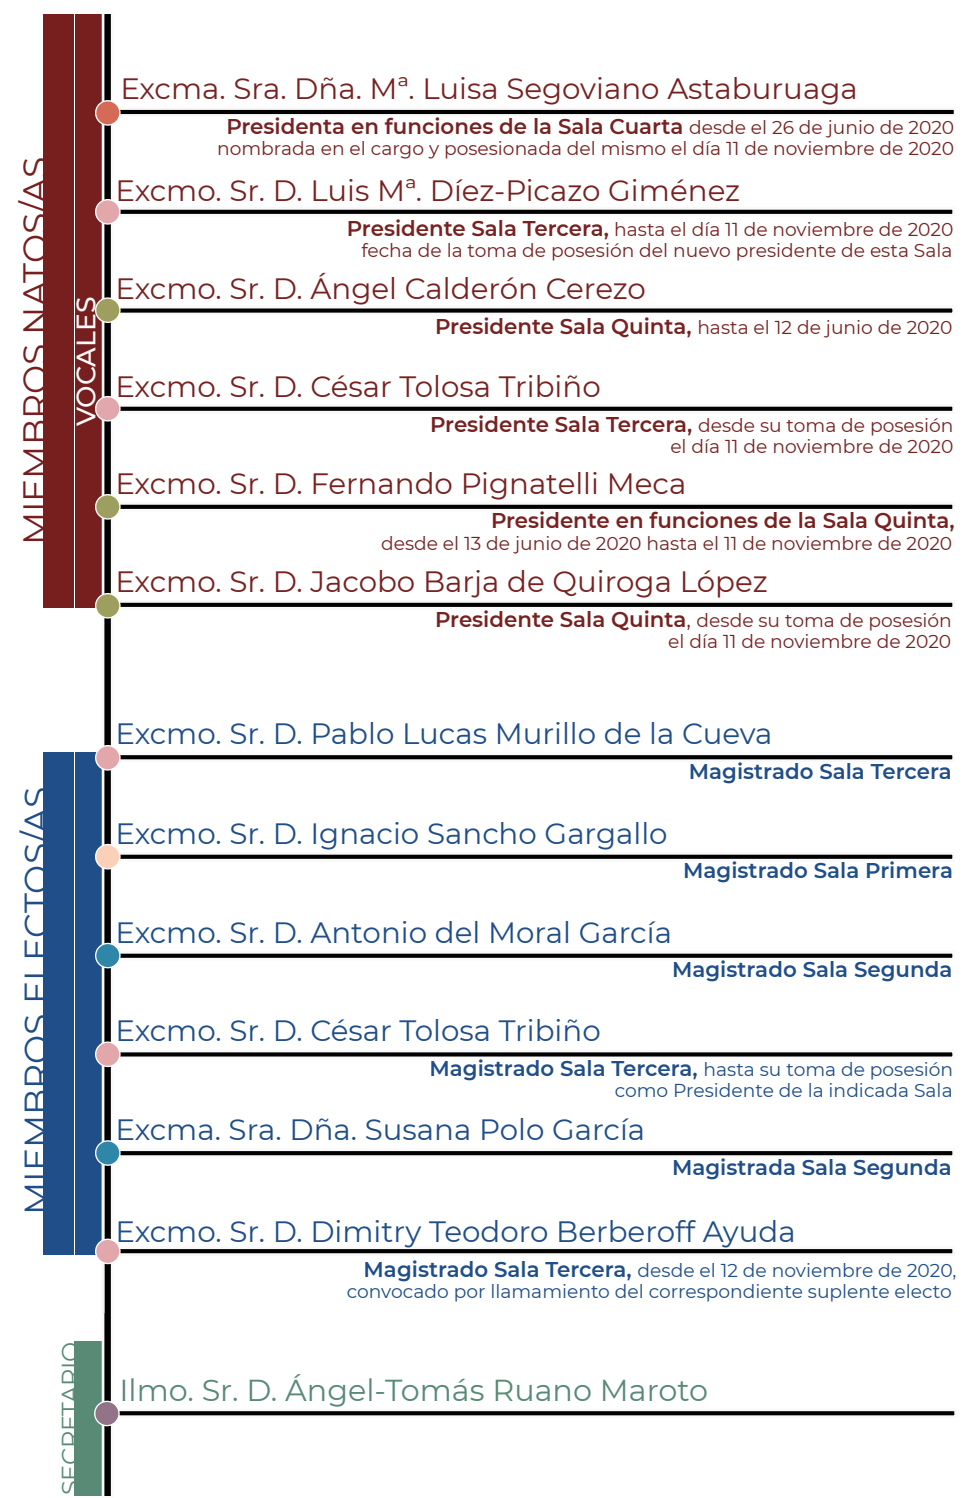 MIEMBROS NATOS/AS
VOCALES
Excma. Sra. Dña. Mª. Luisa Segoviano Astaburuaga
Presidenta en funciones de la Sala Cuarta desde el 26 de junio de 2020
nombrada en el cargo y posesionada del mismo el día 11 de noviembre de 2020
Excmo. Sr. D. Luis Mª. Díez-Picazo Giménez
Presidente Sala Tercera, hasta el día 11 de noviembre de 2020
fecha de la toma de posesión del nuevo presidente de esta Sala
Excmo. Sr. D. Ángel Calderón Cerezo
Presidente Sala Quinta, hasta el 12 de junio de 2020
Excmo. Sr. D. César Tolosa Tribiño
Presidente Sala Tercera, desde su toma de posesión
el día 11 de noviembre de 2020
Excmo. Sr. D. Fernando Pignatelli Meca
Presidente en funciones de la Sala Quinta,
desde el 13 de junio de 2020 hasta el 11 de noviembre de 2020
Excmo. Sr. D. Jacobo Barja de Quiroga López
Presidente Sala Quinta, desde su toma de posesión
el día 11 de noviembre de 2020
MIEMBROS ELECTOS/AS
Excmo. Sr. D. Pablo Lucas Murillo de la Cueva
Magistrado Sala Tercera
Excmo. Sr. D. Ignacio Sancho Gargallo
Magistrado Sala Primera
Excmo. Sr. D. Antonio del Moral García
Magistrado Sala Segunda
Excmo. Sr. D. César Tolosa Tribiño
Magistrado Sala Tercera, hasta su toma de posesión
como Presidente de la indicada Sala
Excma. Sra. Dña. Susana Polo García
Magistrada Sala Segunda
Excmo. Sr. D. Dimitry Teodoro Berberoff Ayuda
Magistrado Sala Tercera, desde el 12 de noviembre de 2020,
convocado por llamamiento del correspondiente suplente electo
SECRETARIO
Ilmo. Sr. D. Ángel-Tomás Ruano Maroto